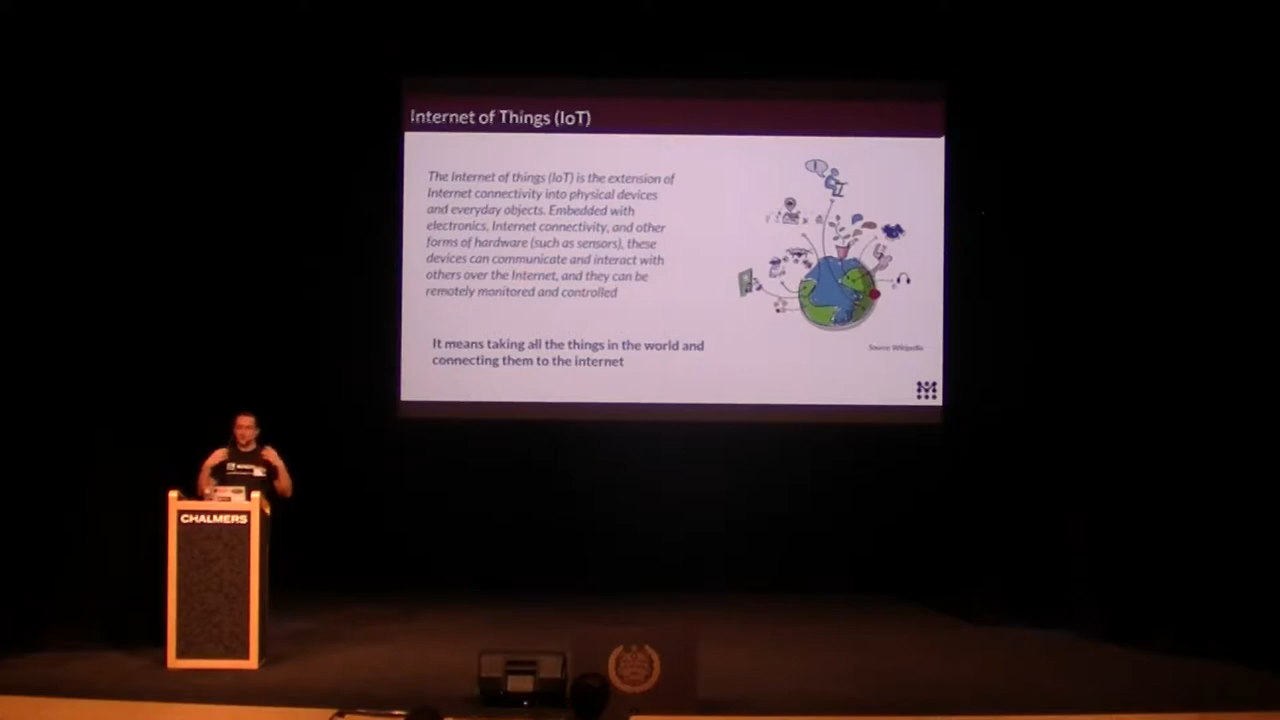 Internet of Things (IoT)
The Internet of things (IoT) is the extension of
Internet connectivity into physical devices
and everyday objects. Embedded with
electronics, Internet connectivity, and other
forms of hardware (such as sensors), these
devices can communicate and interact with
others over the Internet, and they can be
remotely monitored and controlled
It means taking all the things in the world and
connecting them to the internet
Source: Wikipedia
CHALMERS